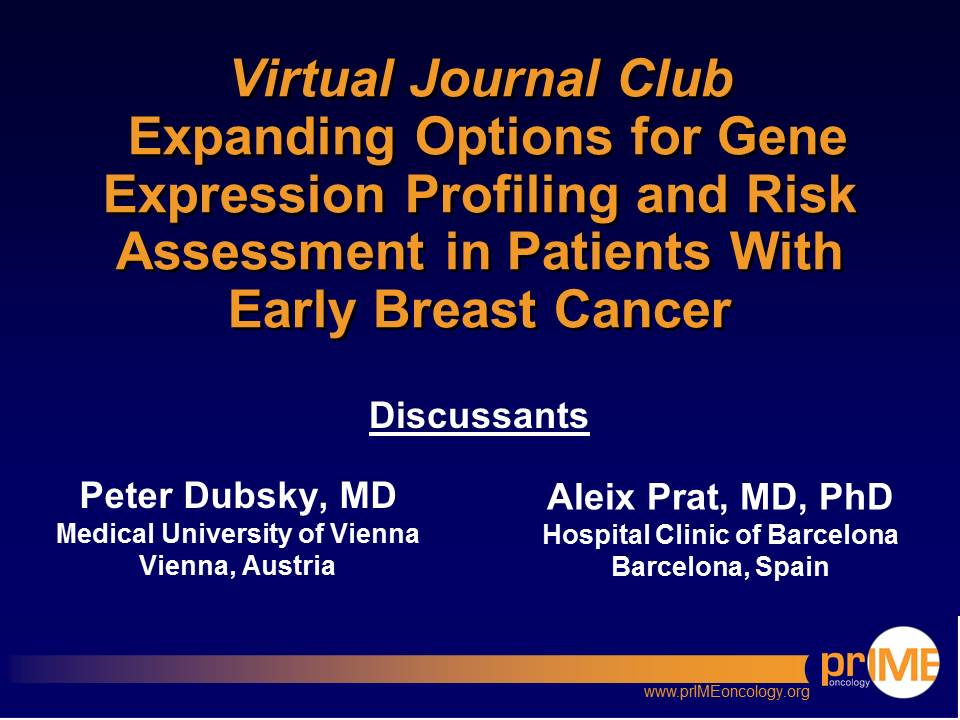 Virtual Journal Club
Expanding Options for Gene
Expression Profiling and Risk
Assessment in Patients With
Early Breast Cancer
Discussants
Peter Dubsky, MD
Medical University of Vienna
Vienna, Austria
Aleix Prat, MD, PhD
Hospital Clinic of Barcelona
Barcelona, Spain
prIME
oncology
www.prIMEoncology.org